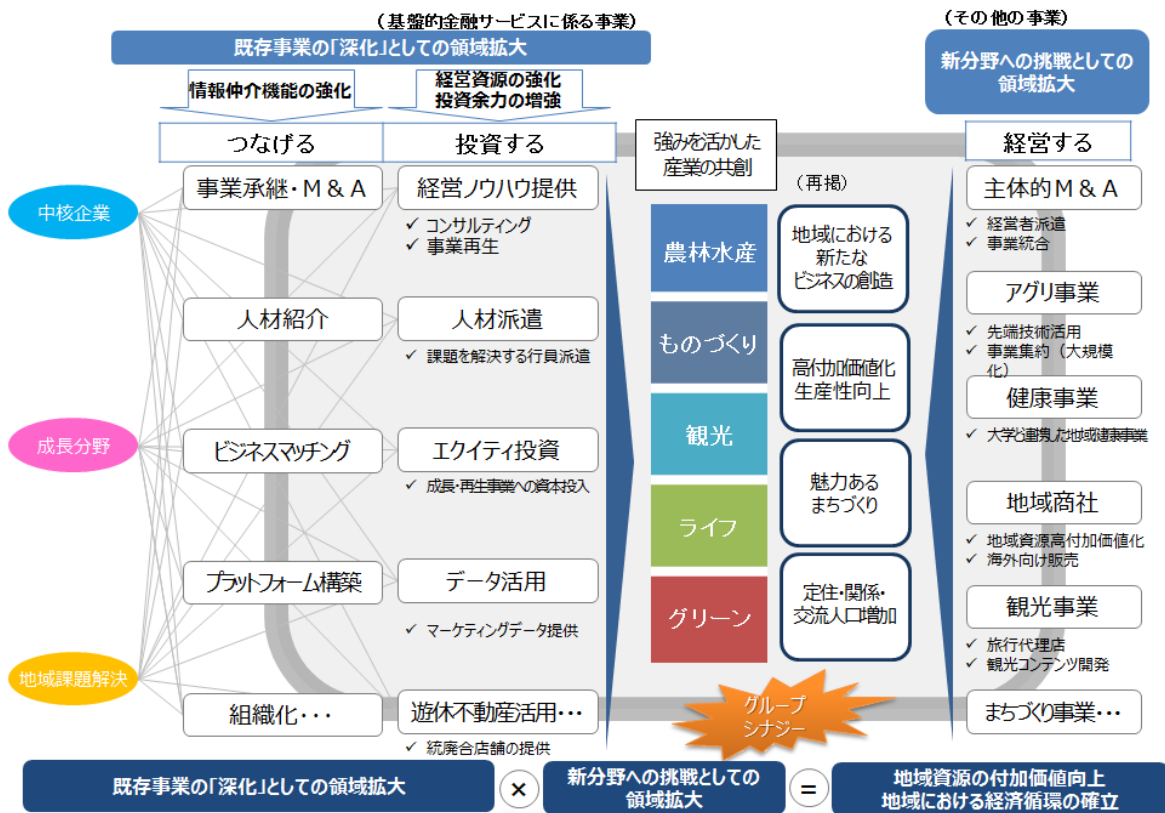 (基盤的金融サービスに係る事業)
(その他の事業)
既存事業の「深化」としての領域拡大
新分野への挑戦としての
領域拡大
情報仲介機能の強化
経営資源の強化
投資余力の増強
つなげる
投資する
強みを活かした
産業の共創
経営する
中核企業
成長分野
地域課題解決
事業承継・M&A
人材紹介
ビジネスマッチング
プラットフォーム構築
組織化・・・
経営ノウハウ提供
✓ コンサルティング
✓ 事業再生
人材派遣
✓ 課題を解決する行員派遣
エクイティ投資
✓ 成長・再生事業への資本投入
データ活用
✓ マーケティングデータ提供
遊休不動産活用・・・
✓ 統廃合店舗の提供
農林水産
ものづくり
観光
ライフ
グリーン
(再掲)
地域における
新たな
ビジネスの創造
高付加価値化
生産性向上
魅力ある
まちづくり
定住・関係・
交流人口増加
グループ
シナジー
主体的M&A
✓ 経営者派遣
✓ 事業統合
アグリ事業
✓ 先端技術活用
✓ 事業集約(大規模
化)
健康事業
✓ 大学と連携した地域健康事業
地域商社
✓ 地域資源高付加価値化
✓ 海外向け販売
観光事業
✓ 旅行代理店
✓ 観光コンテンツ開発
まちづくり事業・・・
既存事業の「深化」としての領域拡大
×
新分野への挑戦としての
領域拡大
=
地域資源の付加価値向上
地域における経済循環の確立